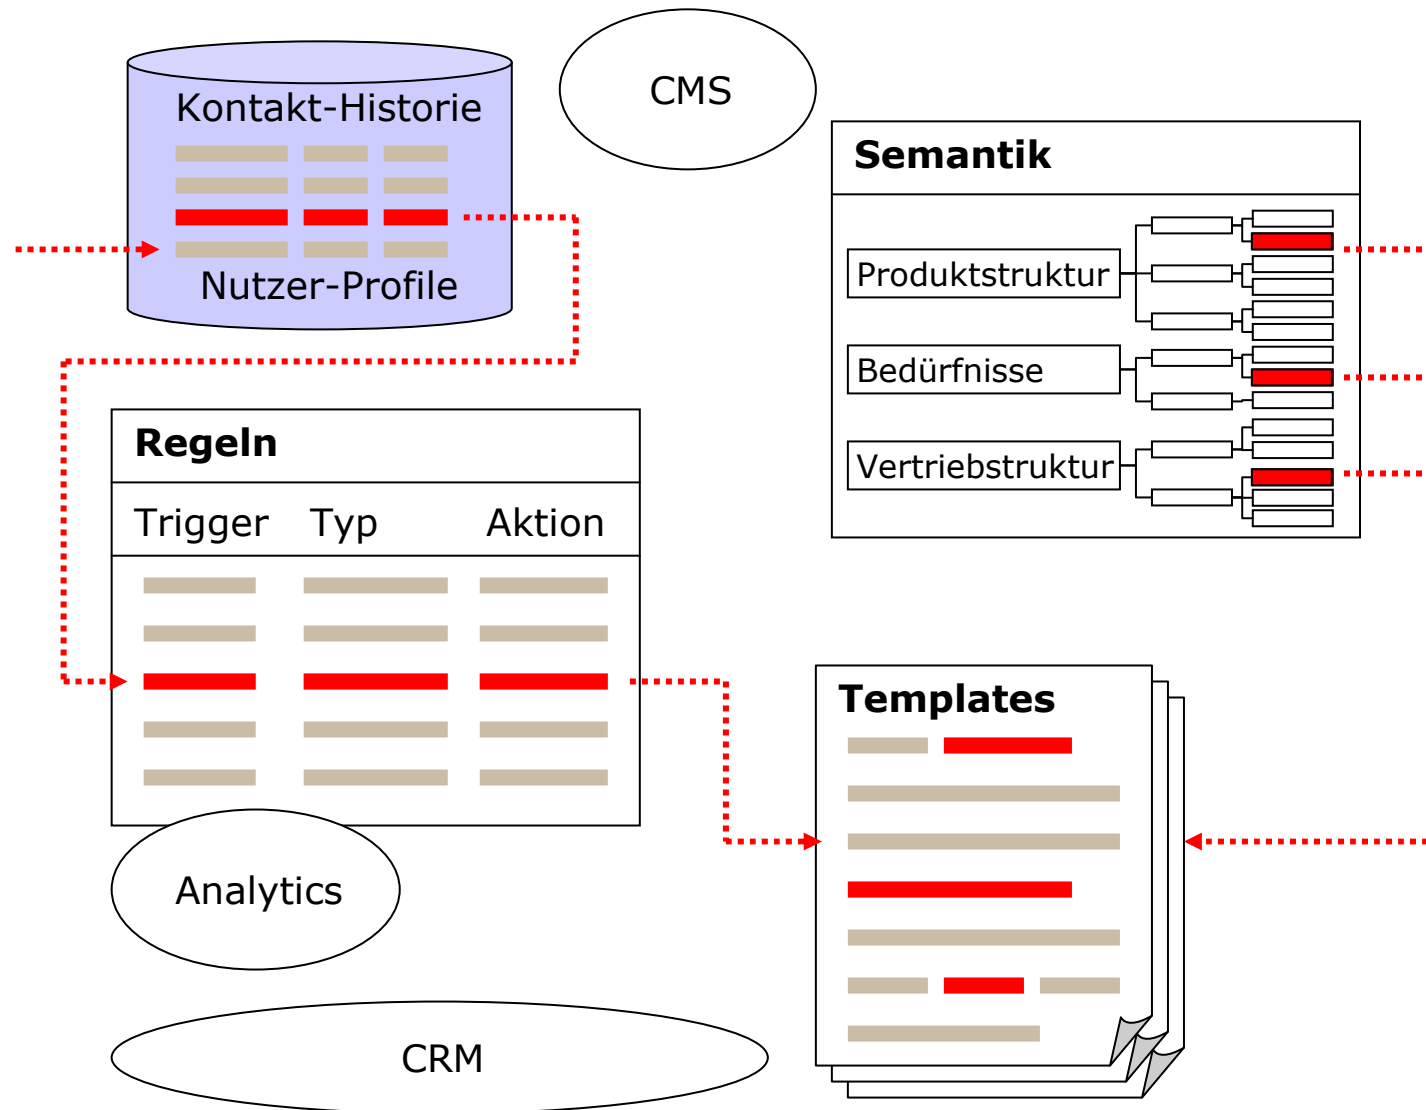 Kontakt-Historie
Nutzer-Profile
CMS
Semantik
Produktstruktur
Bedürfnisse
Vertriebstruktur
Regeln
Trigger Typ Aktion
Templates
Analytics
CRM